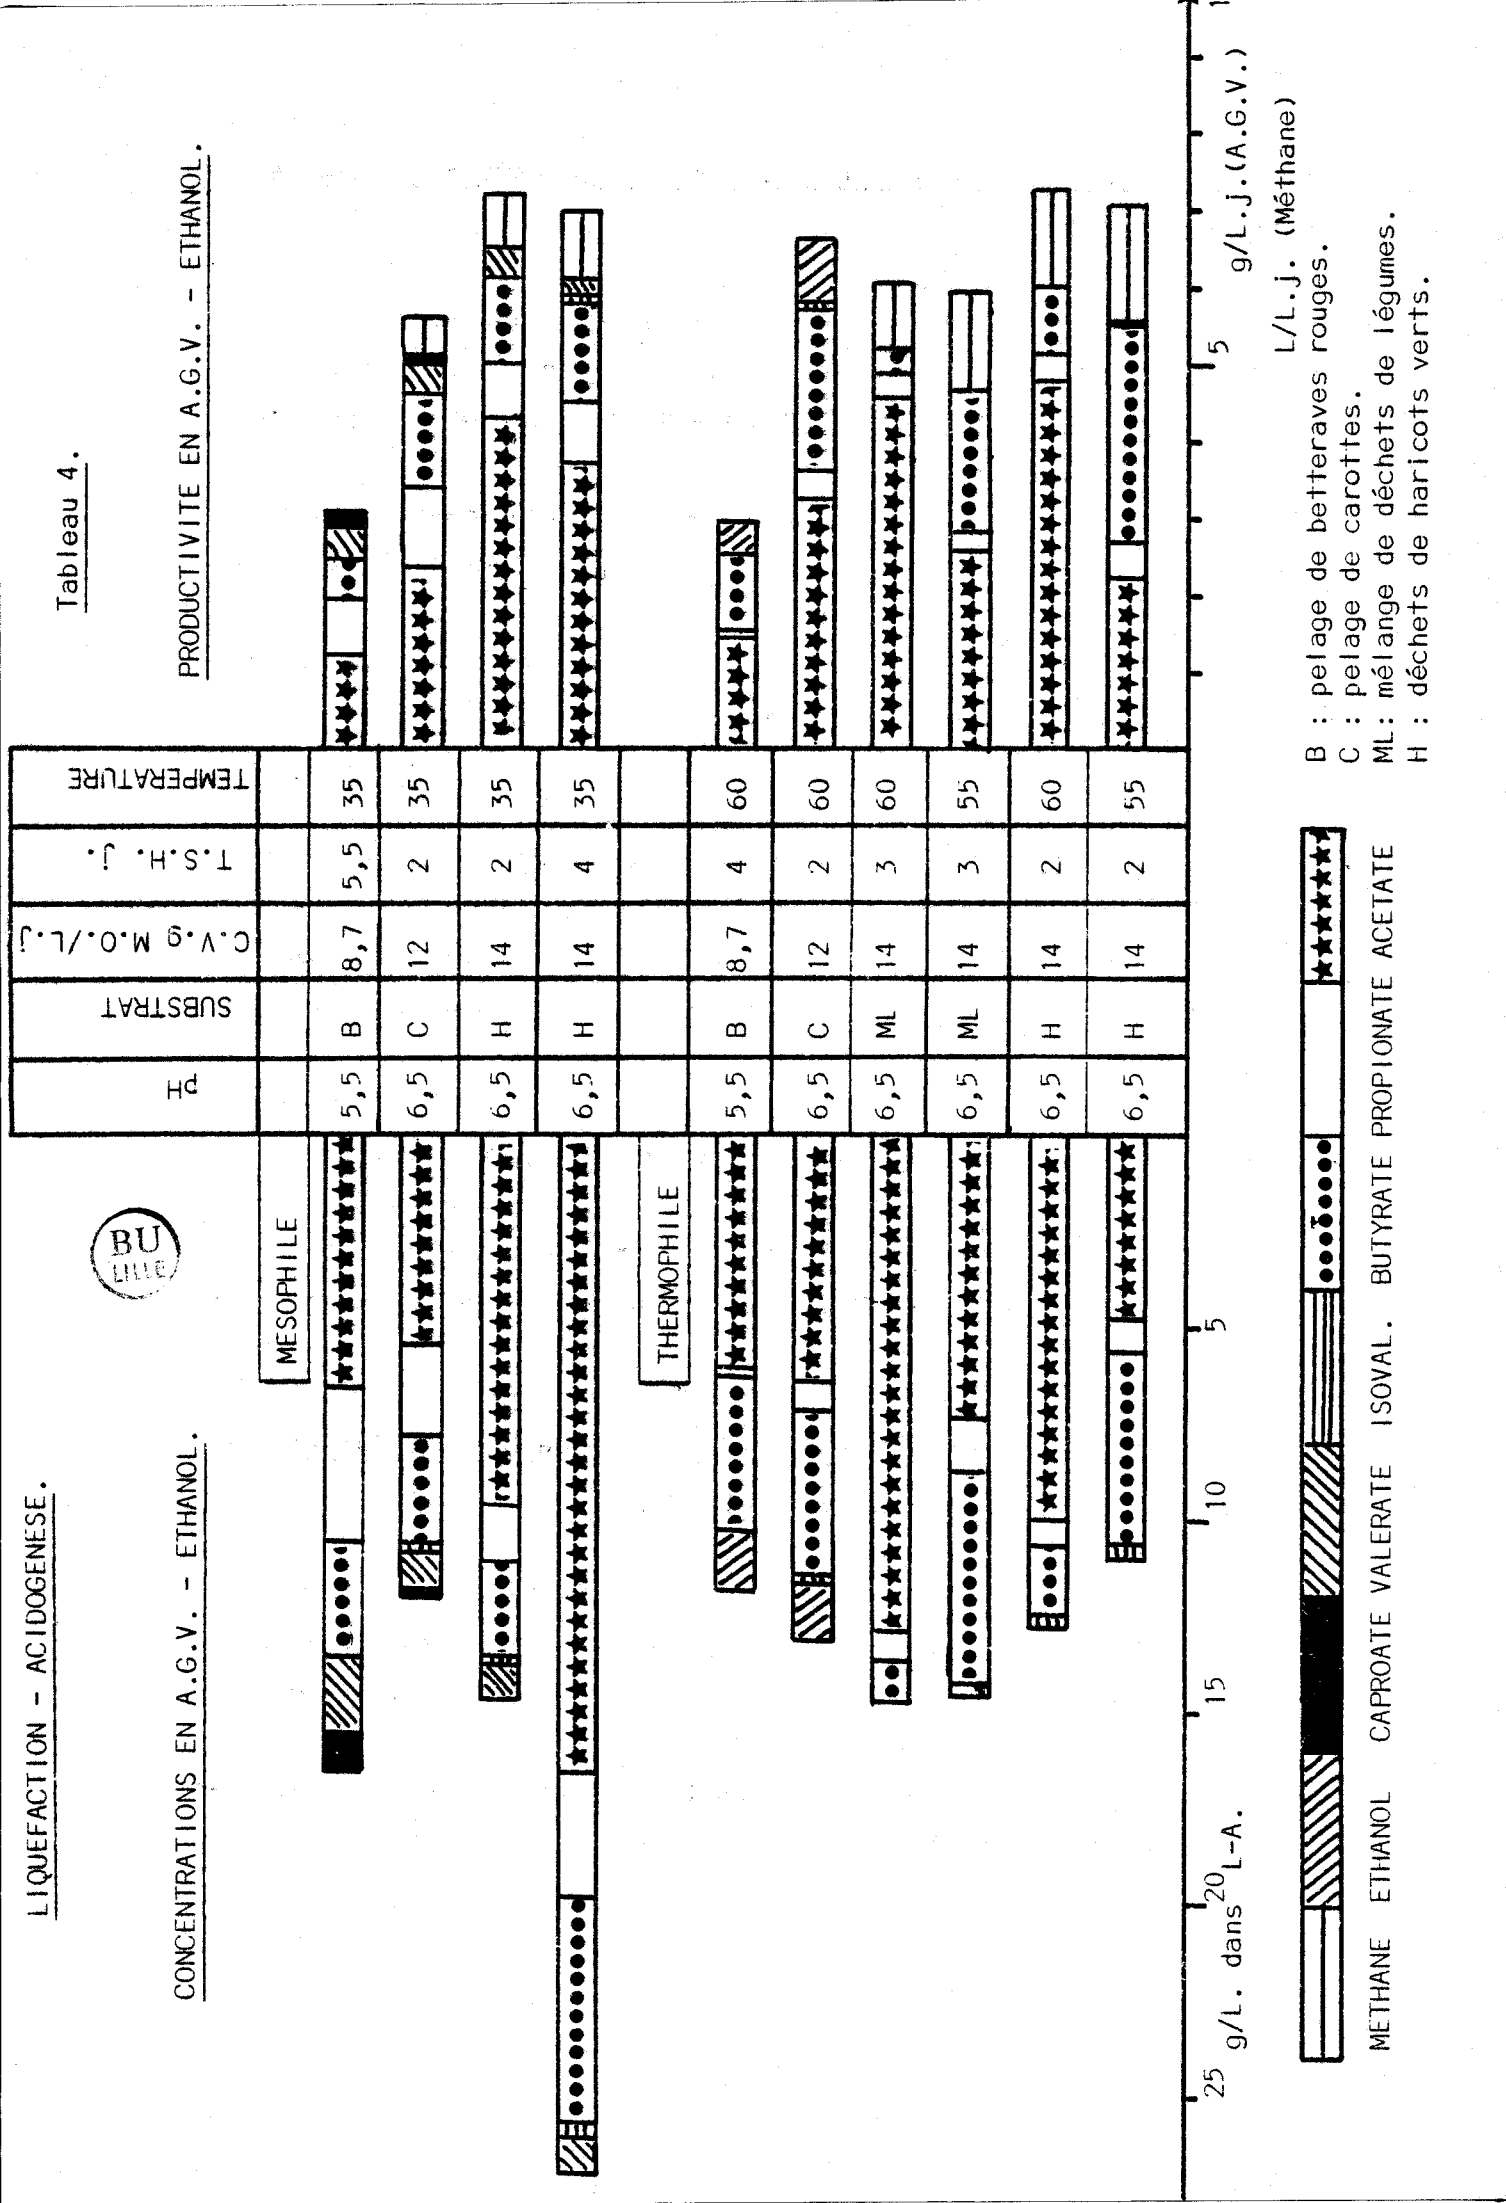 LIQUEFACTION - ACIDOGENESE.
Tableau 4.
CONCENTRATIONS EN A.G.V. - ETHANOL.
PRODUCTIVITE EN A.G.V. - ETHANOL.
BU
LILLE
PH
SUBSTRAT
C.V.g M.O./L.j
T.S.H. j.
TEMPERATURE
MESOPHILE
5,5 B 8,7 5,5 35
6,5 C 12 2 35
6,5 H 14 2 35
6,5 H 14 4 35
THERMOPHILE
5,5 B 8,7 4 60
6,5 C 12 2 60
6,5 ML 14 3 60
6,5 ML 14 3 55
6,5 H 14 2 60
6,5 H 14 2 55
25 20 15 10 5 5
g/L. dans L-A.
g/L.j.(A.G.V.)
L/L.j. (Méthane)
B : pelage de betteraves rouges.
C : pelage de carottes.
ML: mélange de déchets de légumes.
H : déchets de haricots verts.
METHANE ETHANOL CAPROATE VALERATE ISOVAL. BUTYRATE PROPIONATE ACETATE